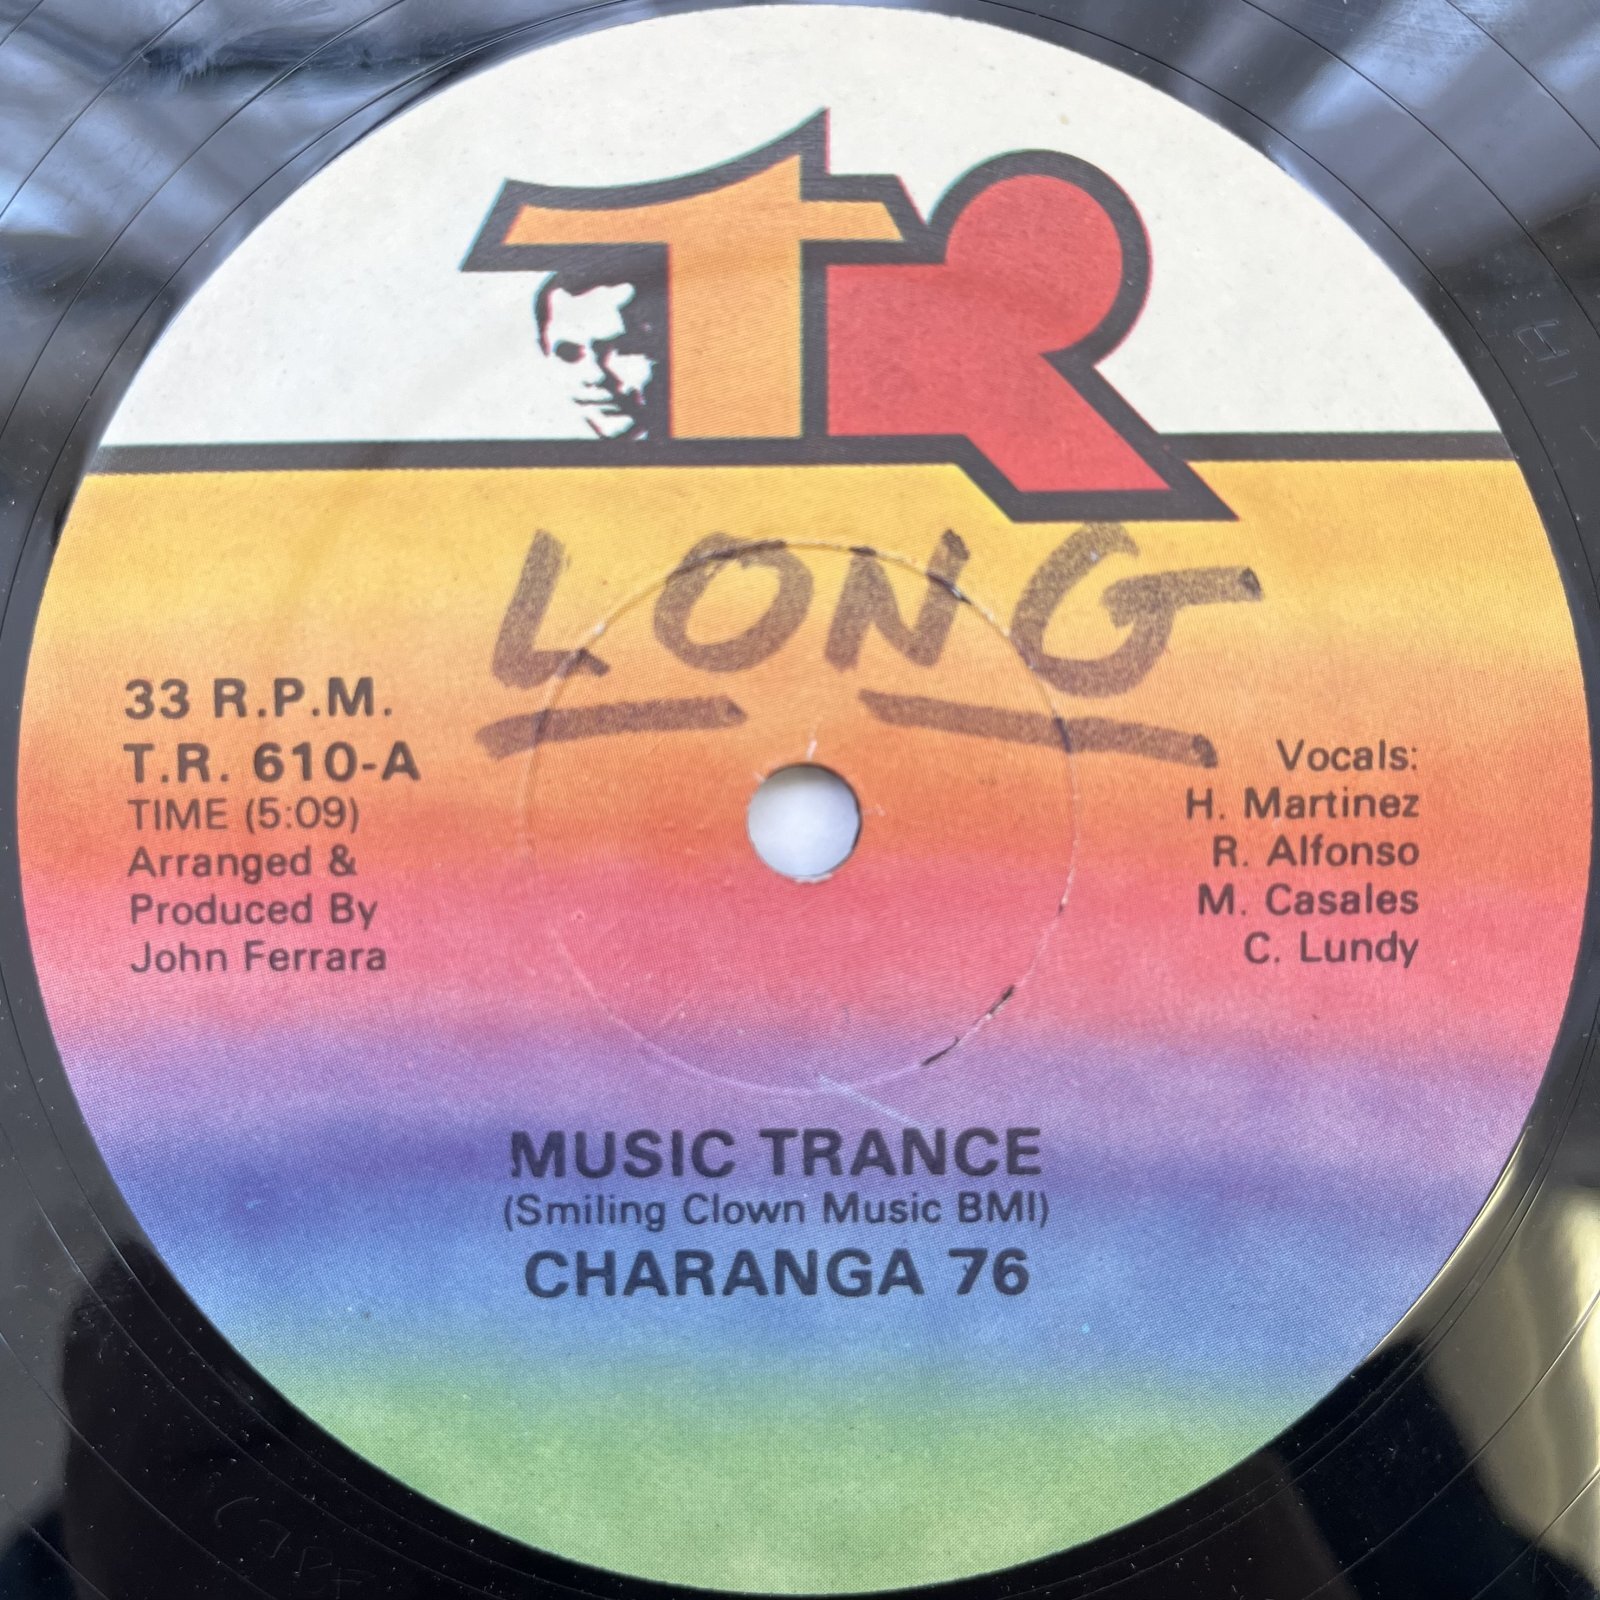 TR
LONG
33 R.P.M.
T.R. 610-A
TIME (5:09)
Arranged &
Produced By
John Ferrara
Vocals:
H. Martinez
R. Alfonso
M. Casales
C. Lundy
MUSIC TRANCE
(Smiling Clown Music BMI)
CHARANGA 76